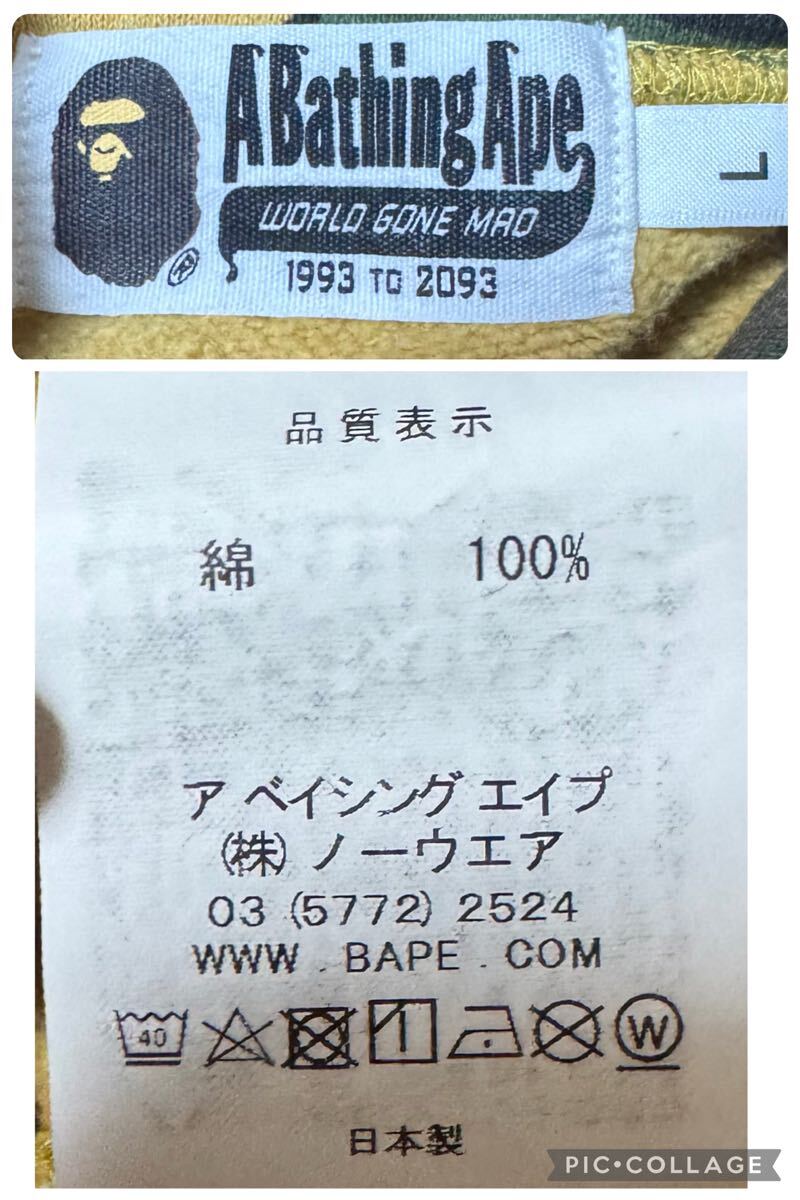 A Bathing Ape
WORLD GONE MAD
1993 TO 2093
®
L
品質表示
綿 100%
ア ベイシング エイプ
(株) ノーウエア
03 (5772) 2524
WWW . BAPE . COM
40
W
日本製
PIC•COLLAGE